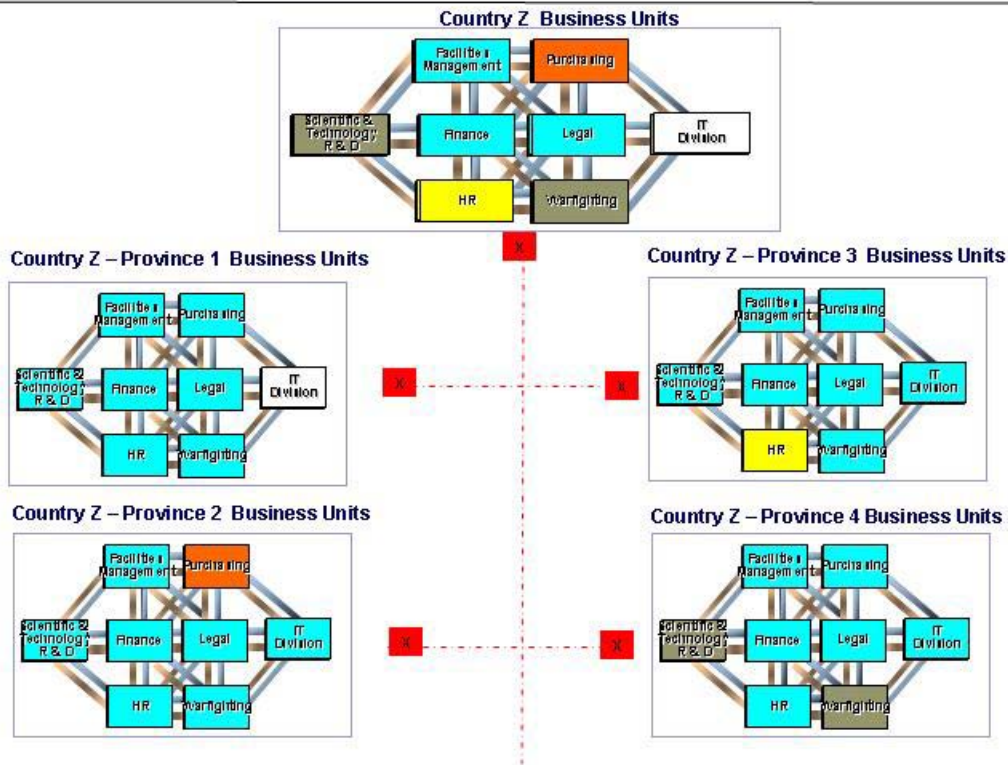 Country Z Business Units
Facilities
Management
Purchasing
Scientific &
Technology
R & D
Finance
Legal
IT
Division
HR
Warfighting
X
Country Z – Province 1 Business Units
Facilities
Management
Purchasing
Scientific &
Technology
R & D
Finance
Legal
IT
Division
HR
Warfighting
Country Z – Province 3 Business Units
Facilities
Management
Purchasing
Scientific &
Technology
R & D
Finance
Legal
IT
Division
HR
Warfighting
X
X
Country Z – Province 2 Business Units
Facilities
Management
Purchasing
Scientific &
Technology
R & D
Finance
Legal
IT
Division
HR
Warfighting
Country Z – Province 4 Business Units
Facilities
Management
Purchasing
Scientific &
Technology
R & D
Finance
Legal
IT
Division
HR
Warfighting
X
X